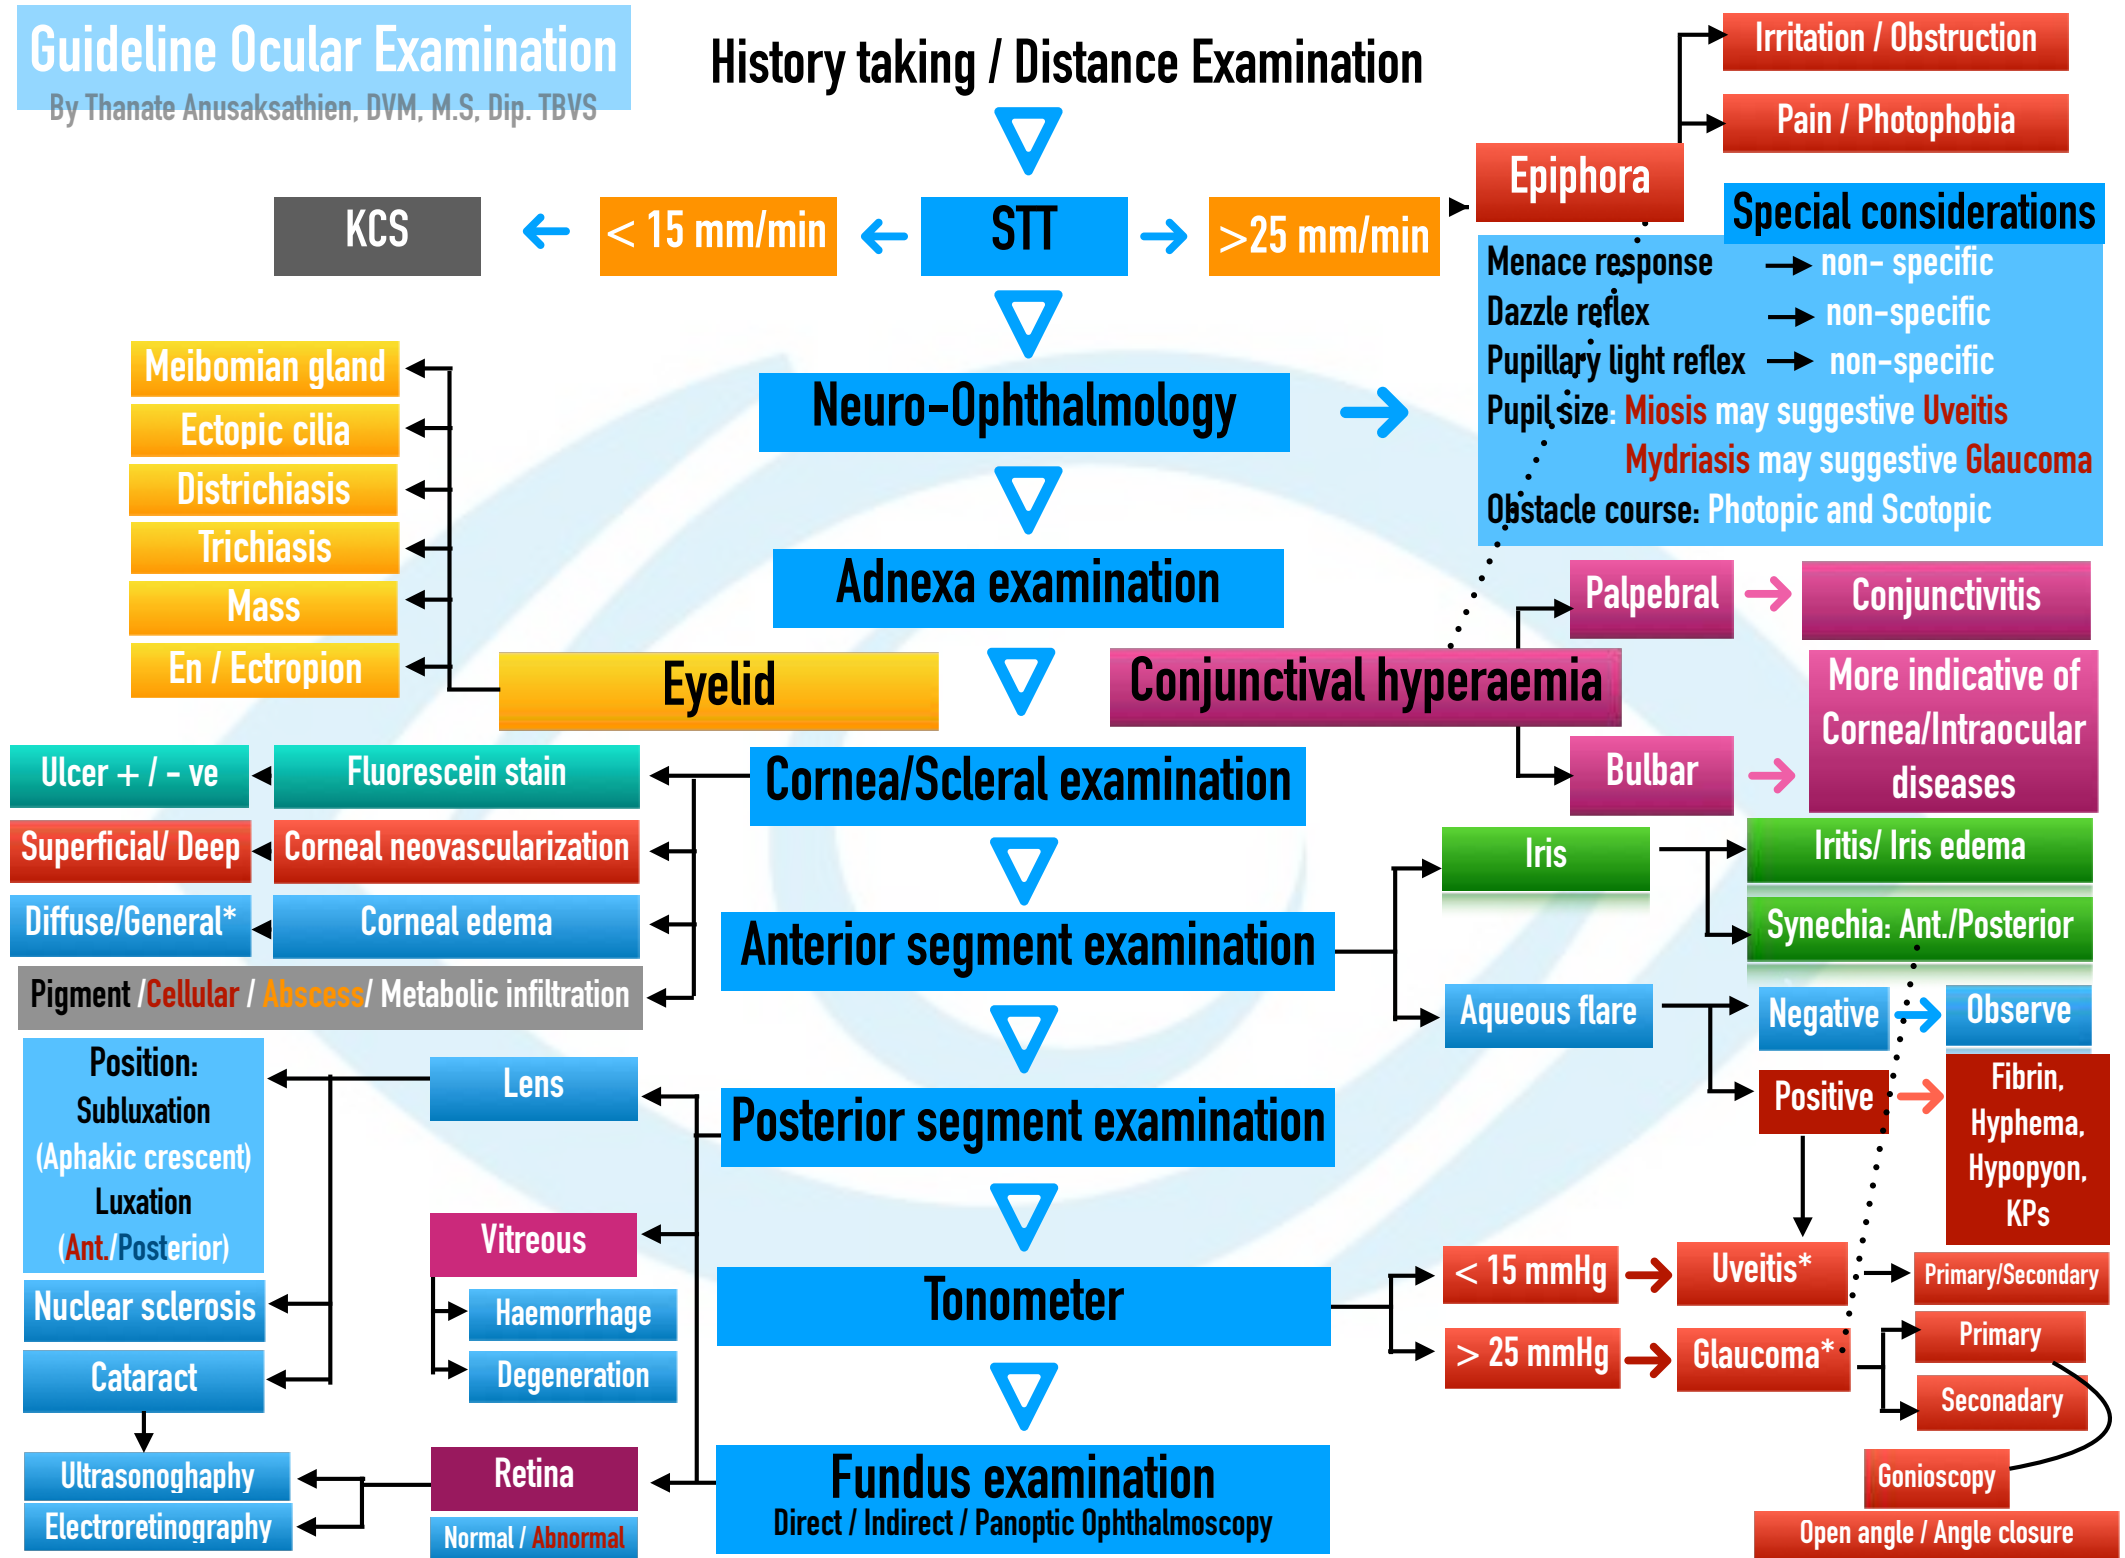 Guideline Ocular Examination
By Thanate Anusaksathien, DVM, M.S, Dip. TBVS
History taking / Distance Examination
Irritation / Obstruction
Pain / Photophobia
Epiphora
KCS
< 15 mm/min
STT
>25 mm/min
Special considerations
Menace response non- specific
Dazzle reflex non-specific
Pupillary light reflex non-specific
Pupil size: Miosis may suggestive Uveitis
Mydriasis may suggestive Glaucoma
Obstacle course: Photopic and Scotopic
Neuro-Ophthalmology
Meibomian gland
Ectopic cilia
Districhiasis
Trichiasis
Mass
En / Ectropion
Eyelid
Adnexa examination
Conjunctival hyperaemia
Palpebral
Conjunctivitis
Bulbar
More indicative of
Cornea/Intraocular
diseases
Cornea/Scleral examination
Ulcer + / - ve
Fluorescein stain
Superficial/ Deep
Corneal neovascularization
Diffuse/General*
Corneal edema
Pigment /Cellular / Abscess/ Metabolic infiltration
Anterior segment examination
Iris
Iritis/ Iris edema
Synechia: Ant./Posterior
Aqueous flare
Negative
Observe
Positive
Fibrin,
Hyphema,
Hypopyon,
KPs
Posterior segment examination
Lens
Position:
Subluxation
(Aphakic crescent)
Luxation
(Ant./Posterior)
Nuclear sclerosis
Cataract
Vitreous
Haemorrhage
Degeneration
Tonometer
< 15 mmHg
Uveitis*
Primary/Secondary
> 25 mmHg
Glaucoma*
Primary
Seconadary
Gonioscopy
Open angle / Angle closure
Fundus examination
Direct / Indirect / Panoptic Ophthalmoscopy
Retina
Normal / Abnormal
Ultrasonoghaphy
Electroretinography